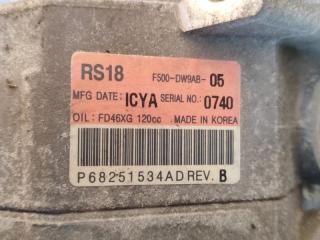 RS18 F500-DW9AB-05
MFG DATE: ICYA SERIAL NO.: 0740
OIL: FD46XG 120cc MADE IN KOREA
P68251534AD REV. B